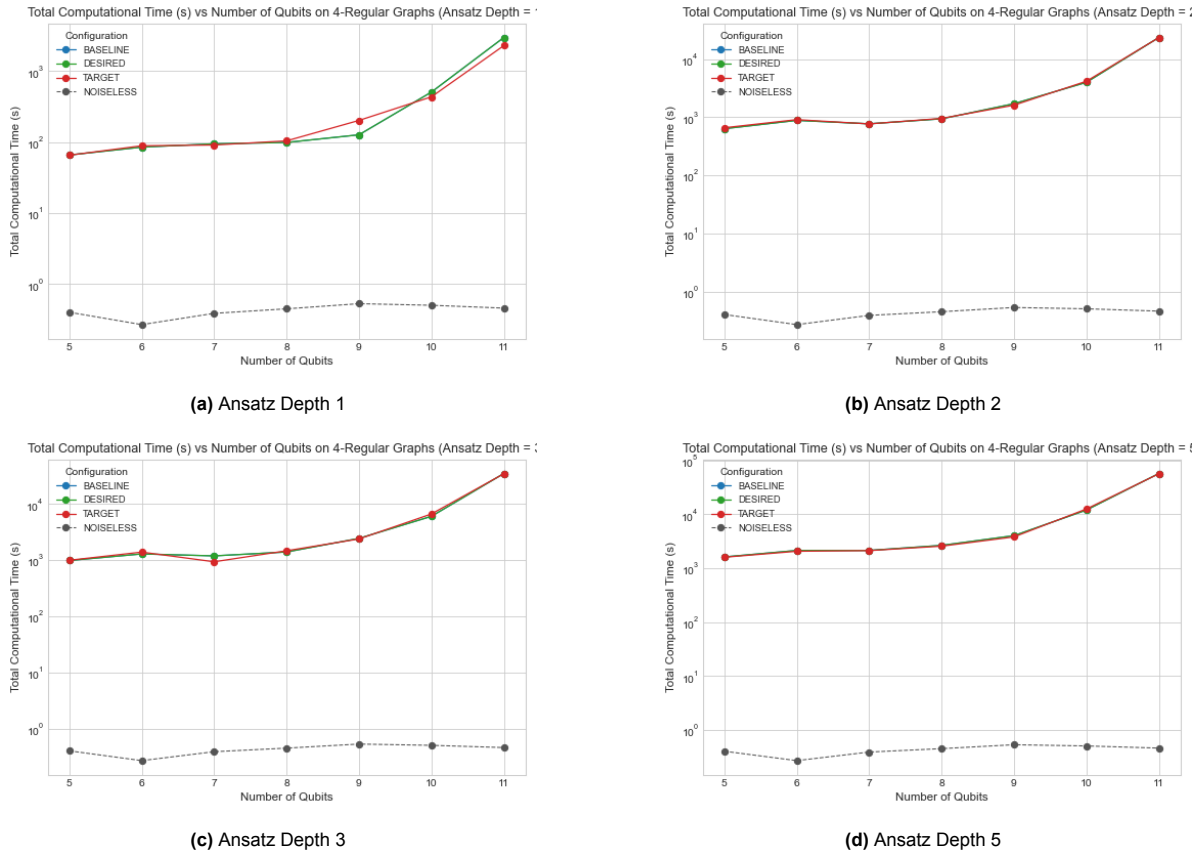 Total Computational Time (s) vs Number of Qubits on 4-Regular Graphs (Ansatz Depth =
Configuration
BASELINE
DESIRED
TARGET
NOISELESS
Total Computational Time (s)
10³
10²
10¹
10⁰
5 6 7 8 9 10 11
Number of Qubits
(a) Ansatz Depth 1
Total Computational Time (s) vs Number of Qubits on 4-Regular Graphs (Ansatz Depth = 2
Configuration
BASELINE
DESIRED
TARGET
NOISELESS
Total Computational Time (s)
10⁴
10³
10²
10¹
10⁰
5 6 7 8 9 10 11
Number of Qubits
(b) Ansatz Depth 2
Total Computational Time (s) vs Number of Qubits on 4-Regular Graphs (Ansatz Depth =
Configuration
BASELINE
DESIRED
TARGET
NOISELESS
Total Computational Time (s)
10⁴
10³
10²
10¹
10⁰
5 6 7 8 9 10 11
Number of Qubits
(c) Ansatz Depth 3
Total Computational Time (s) vs Number of Qubits on 4-Regular Graphs (Ansatz Depth = 5
Configuration
BASELINE
DESIRED
TARGET
NOISELESS
Total Computational Time (s)
10⁵
10⁴
10³
10²
10¹
10⁰
5 6 7 8 9 10 11
Number of Qubits
(d) Ansatz Depth 5